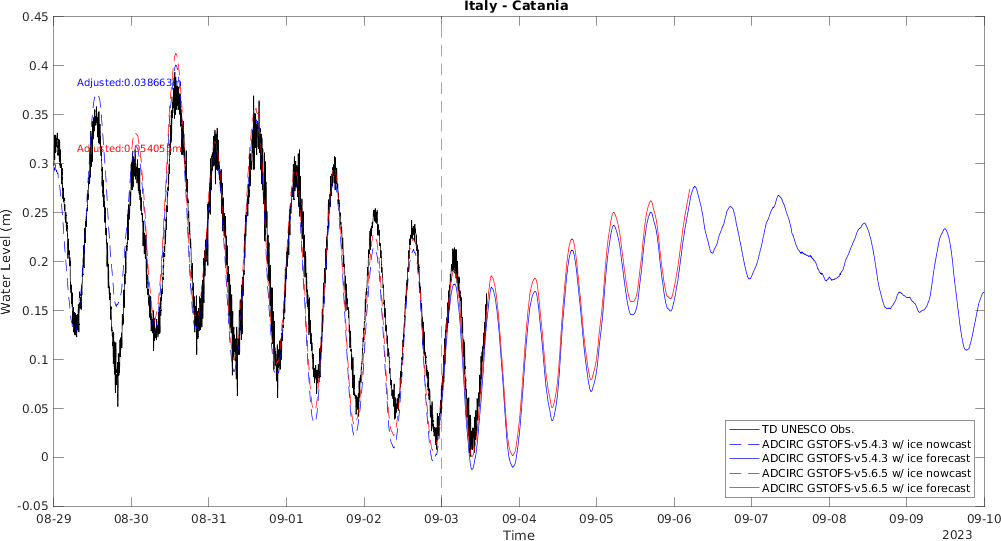 Italy - Catania
0.45
0.4
0.35
0.3
0.25
0.2
0.15
0.1
0.05
0
-0.05
Water Level (m)
Adjusted:0.038663m
08-29
08-30
08-31
09-01
09-02
09-03
09-04
09-05
09-06
09-07
09-08
09-09
09-10
Time
2023
TD UNESCO Obs.
ADCIRC GSTOFS-v5.4.3 w/ ice nowcast
ADCIRC GSTOFS-v5.4.3 w/ ice forecast
ADCIRC GSTOFS-v5.6.5 w/ ice nowcast
ADCIRC GSTOFS-v5.6.5 w/ ice forecast